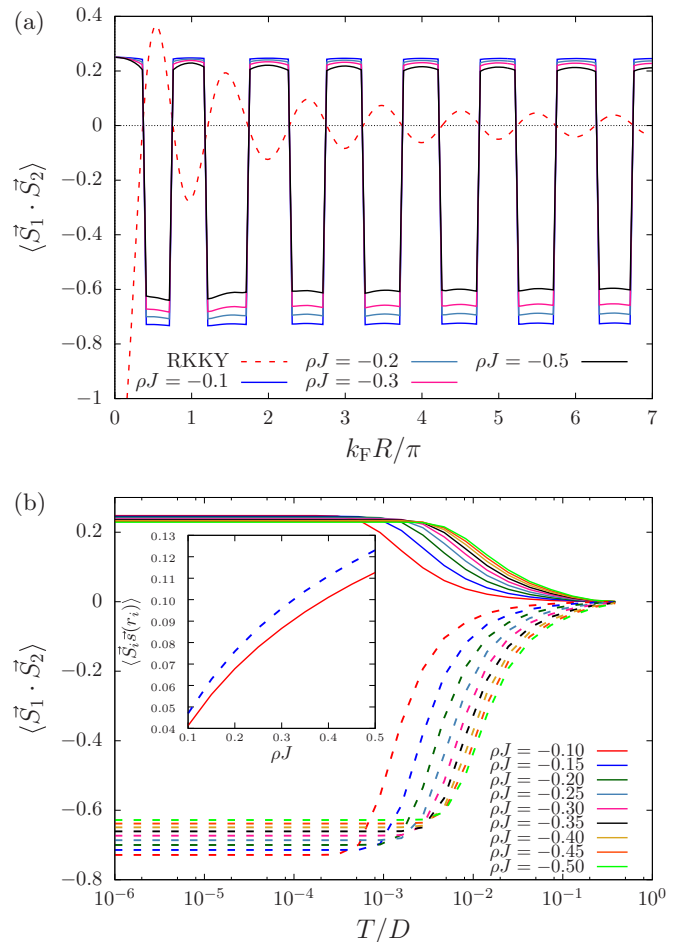 (a)
0.4
0.2
0
−0.2
−0.4
−0.6
−0.8
−1
⟨S⃗₁ · S⃗₂⟩
RKKY
ρJ = −0.1
ρJ = −0.2
ρJ = −0.3
ρJ = −0.5
0 1 2 3 4 5 6 7
k_F R/π
(b)
0.2
0
−0.2
−0.4
−0.6
−0.8
⟨S⃗₁ · S⃗₂⟩
0.13
0.12
0.11
0.10
0.09
0.08
0.07
0.06
0.05
0.04
⟨S⃗ᵢs⃗(rᵢ)⟩
0.1 0.2 0.3 0.4 0.5
ρJ
ρJ = −0.10
ρJ = −0.15
ρJ = −0.20
ρJ = −0.25
ρJ = −0.30
ρJ = −0.35
ρJ = −0.40
ρJ = −0.45
ρJ = −0.50
10⁻⁶ 10⁻⁵ 10⁻⁴ 10⁻³ 10⁻² 10⁻¹ 10⁰
T/D